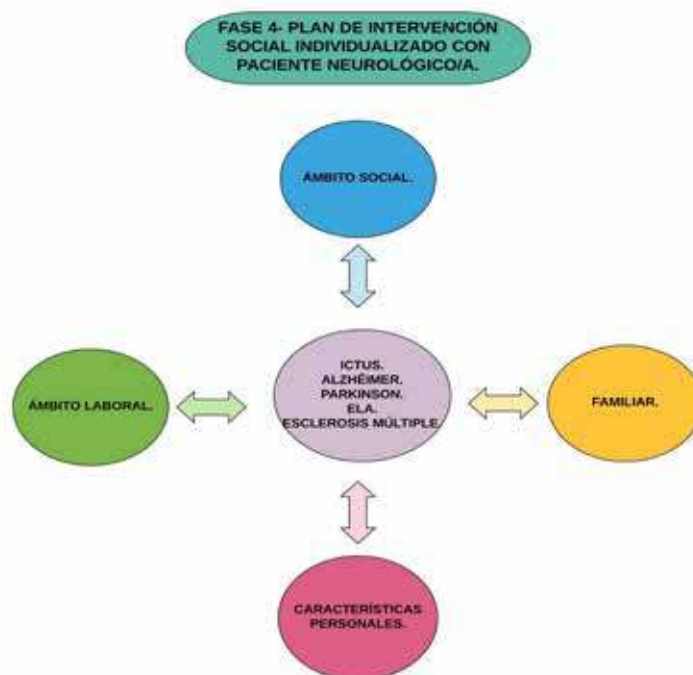 FASE 4- PLAN DE INTERVENCIÓN
SOCIAL INDIVIDUALIZADO CON
PACIENTE NEUROLÓGICO/A.
ÁMBITO SOCIAL.
ÁMBITO LABORAL.
ICTUS.
ALZHÉIMER.
PARKINSON.
ELA.
ESCLEROSIS MÚLTIPLE.
FAMILIAR.
CARACTERÍSTICAS
PERSONALES.